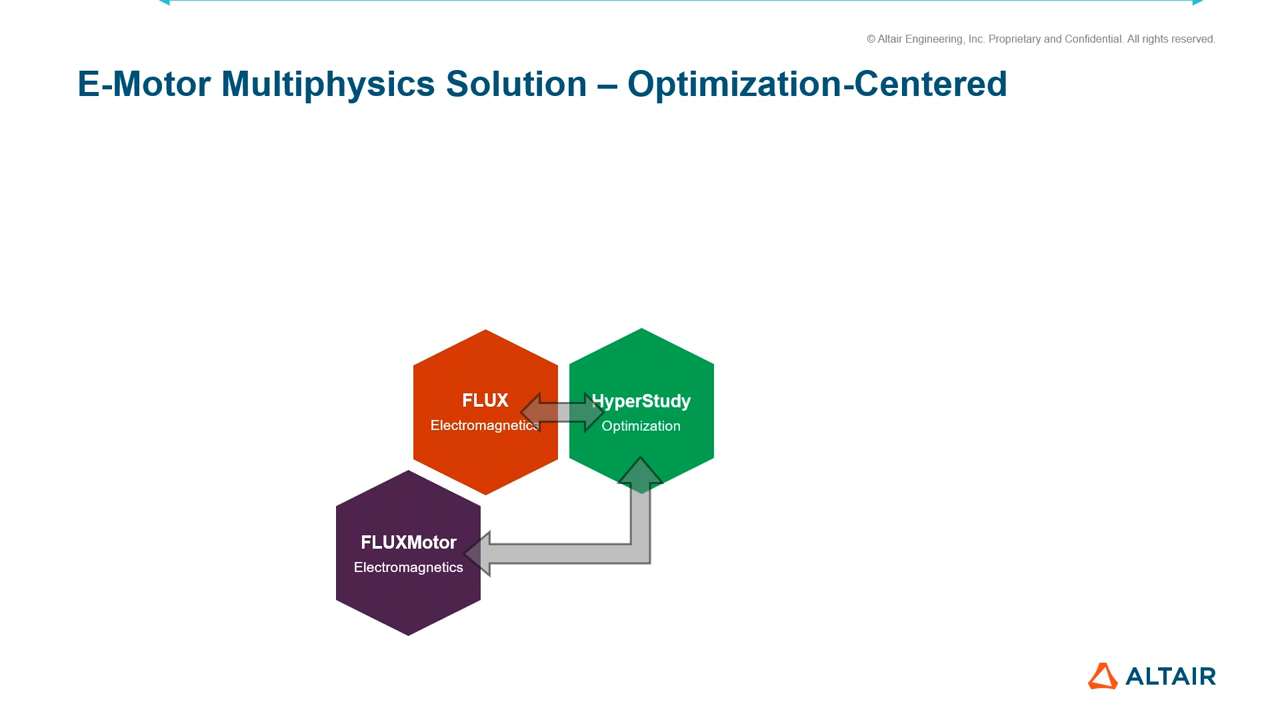 © Altair Engineering, Inc. Proprietary and Confidential. All rights reserved.
E-Motor Multiphysics Solution – Optimization-Centered
FLUX
Electromagnetics
HyperStudy
Optimization
FLUXMotor
Electromagnetics
ALTAIR